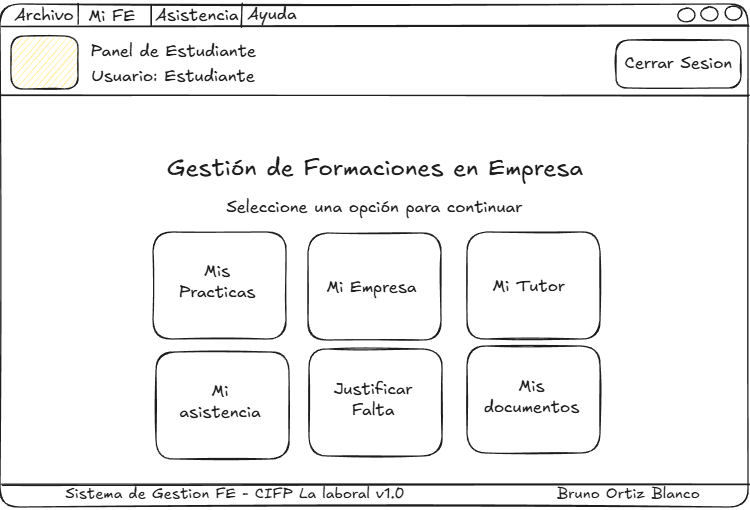 Archivo Mi FE Asistencia Ayuda
Panel de Estudiante
Usuario: Estudiante
Cerrar Sesion
Gestión de Formaciones en Empresa
Seleccione una opción para continuar
Mis
Practicas
Mi Empresa
Mi Tutor
Mi
asistencia
Justificar
Falta
Mis
documentos
Sistema de Gestion FE - CIFP La laboral v1.0
Bruno Ortiz Blanco